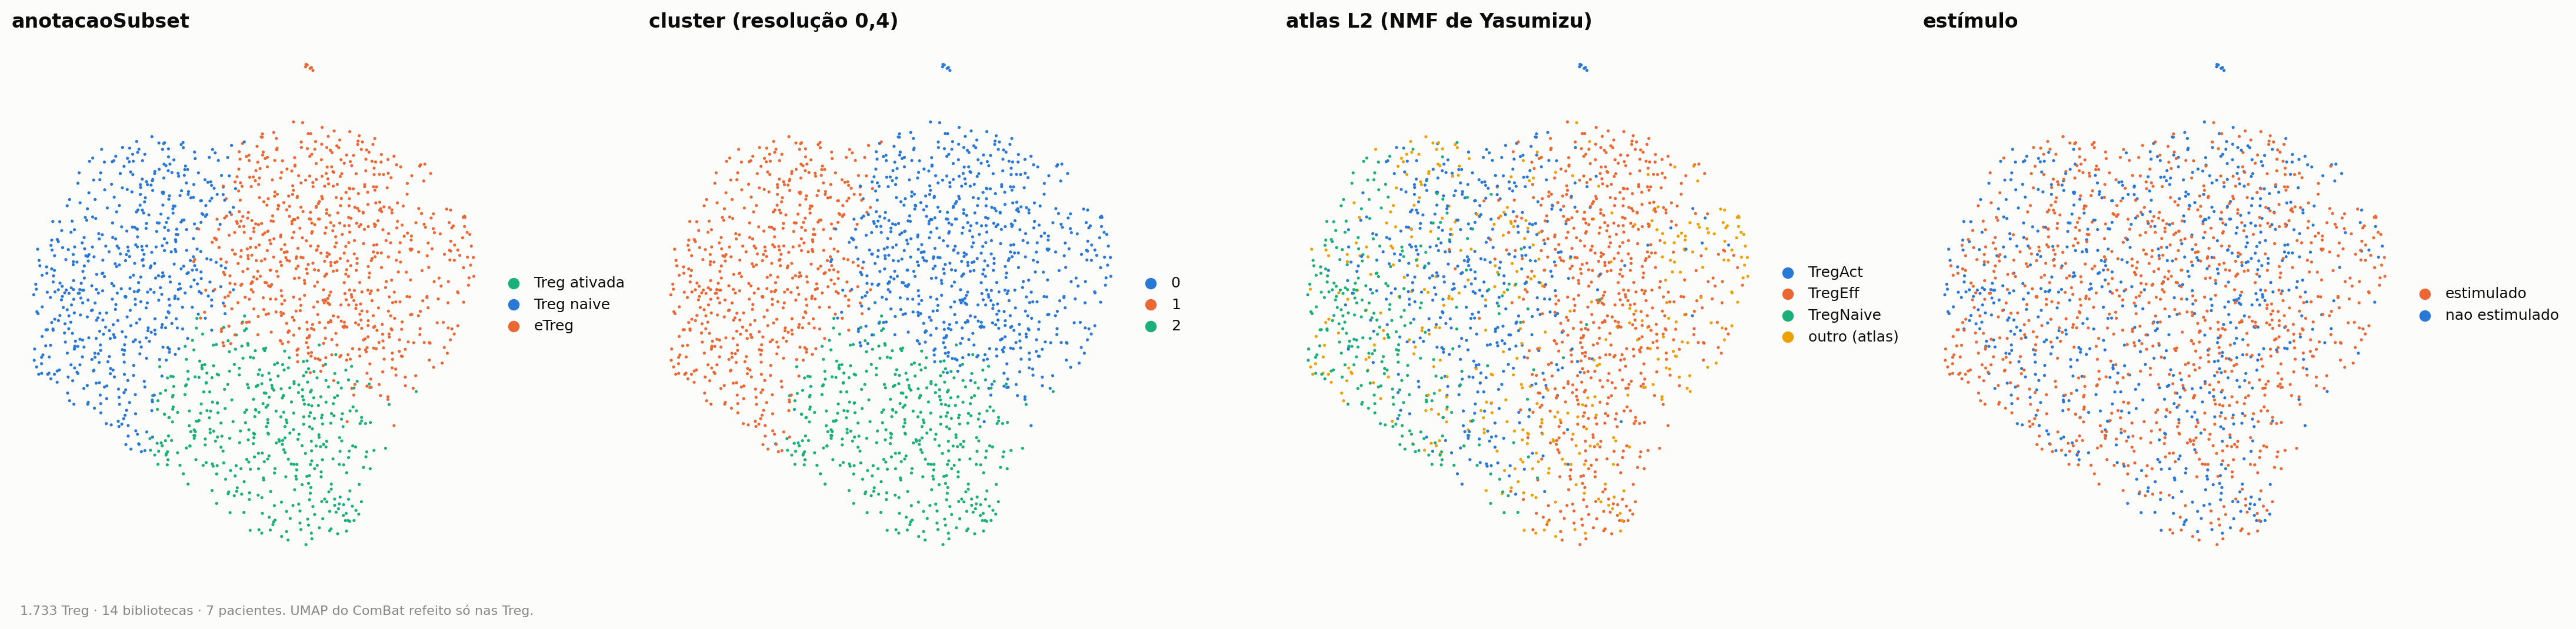 anotacaoSubset
Treg ativada
Treg naive
eTreg
cluster (resolução 0,4)
0
1
2
atlas L2 (NMF de Yasumizu)
TregAct
TregEff
TregNaive
outro (atlas)
estímulo
estimulado
nao estimulado
1.733 Treg · 14 bibliotecas · 7 pacientes. UMAP do ComBat refeito só nas Treg.